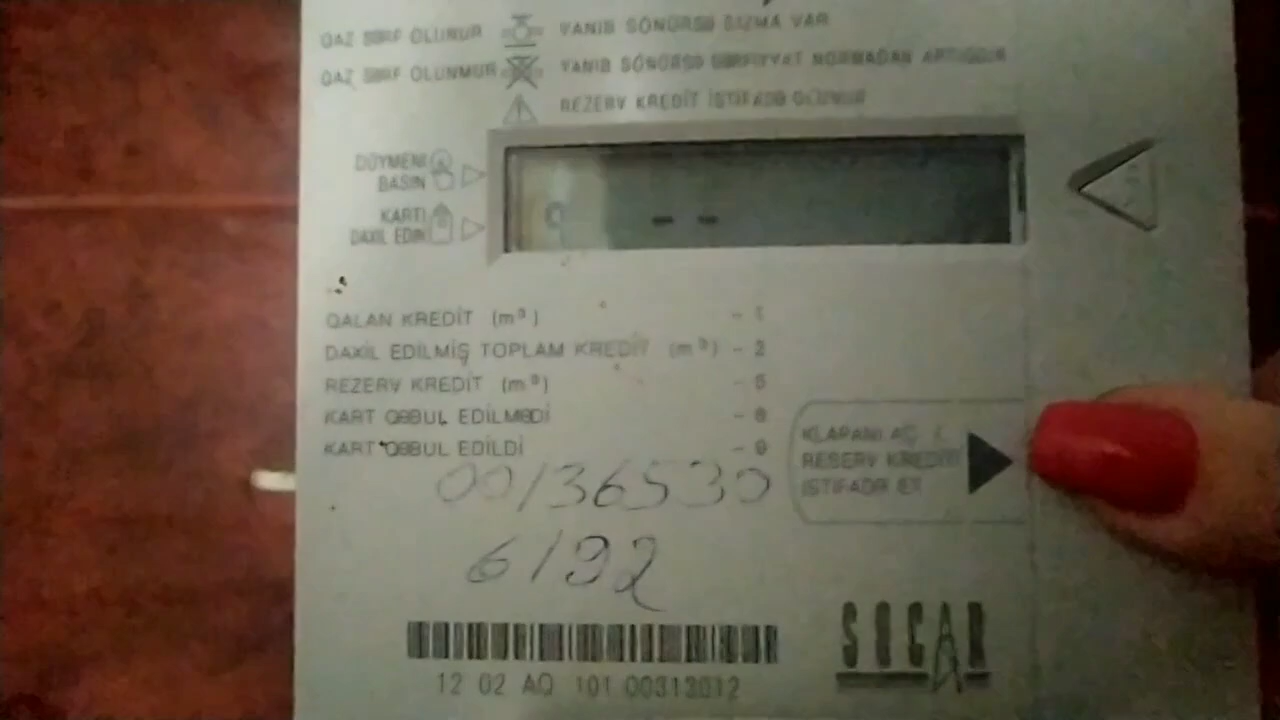 QAZ SƏRF OLUNUR YANIB SÖNÜRSƏ SIZMA VAR
QAZ SƏRF OLUNMUR YANIB SÖNÜRSƏ SƏRFİYYAT NORMADAN ARTIQDIR
REZERV KREDİT İSTİFADƏ OLUNUR
DÜYMƏNİ
BASIN
KARTI
DAXİL EDİN
- -
QALAN KREDİT (m³) - 1
DAXİL EDİLMİŞ TOPLAM KREDİT (m³) - 2
REZERV KREDİT (m³) - 5
KART QƏBUL EDİLMƏDİ - 8
KART QƏBUL EDİLDİ - 9
KLAPANI AÇ /
RESERV KREDİTİ
İSTİFADƏ ET
00136530
6192
12 02 AQ 101 00313012
SOCAR